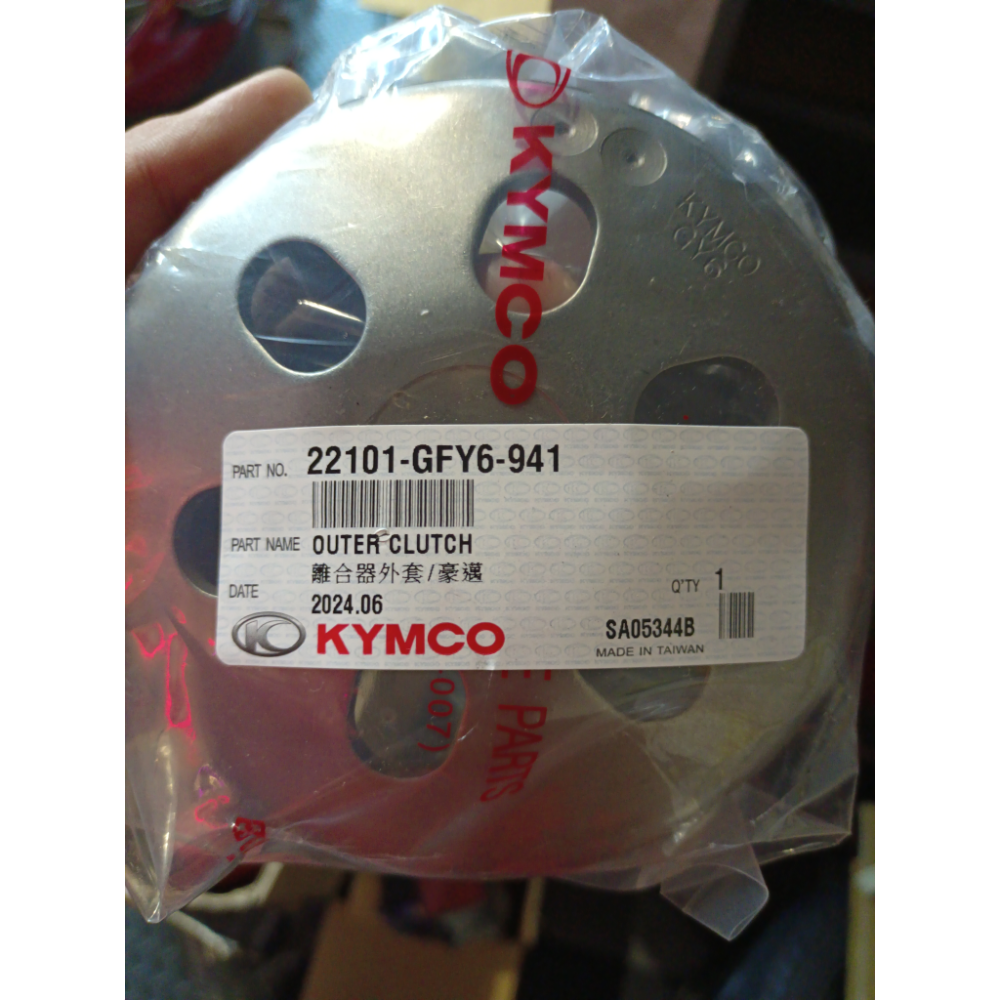 KYMCO
KYMCO
GY6
PART NO. 22101-GFY6-941
PART NAME OUTER CLUTCH
離合器外套/豪邁
DATE 2024.06
Q'TY 1
KYMCO
SA05344B
MADE IN TAIWAN
007)
PARTS